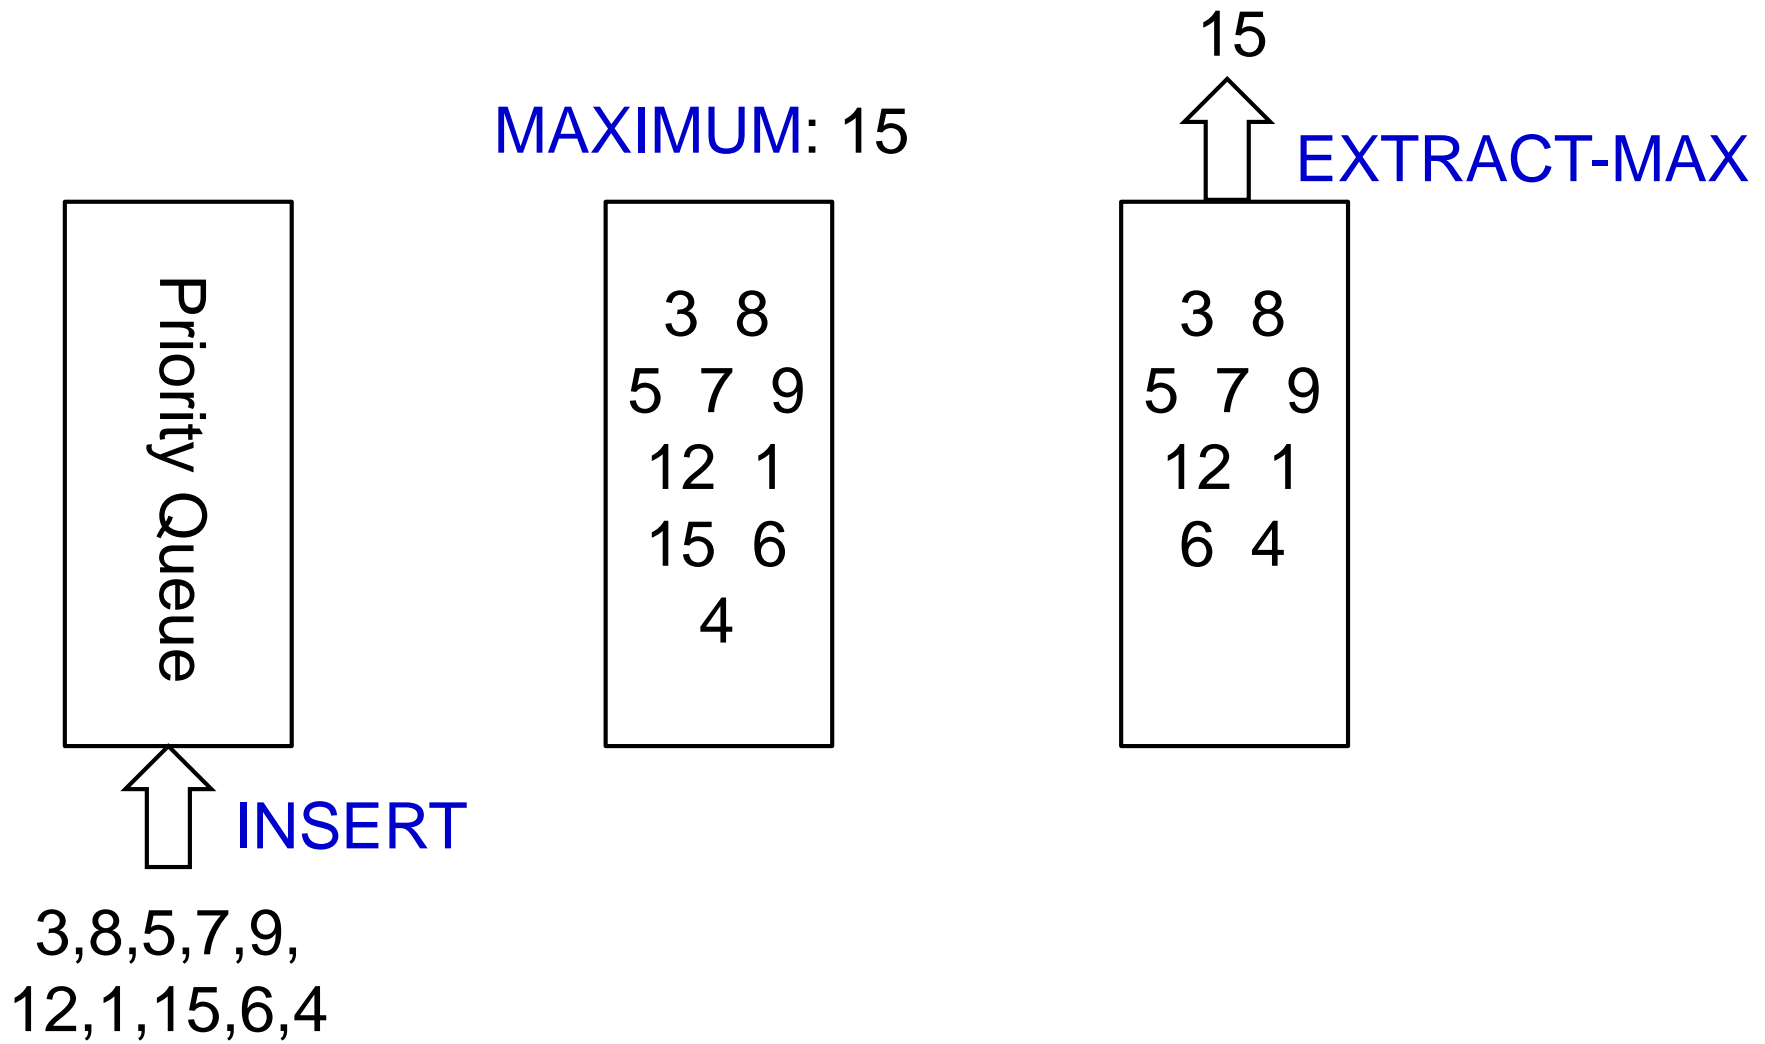 Priority Queue
INSERT
3,8,5,7,9,
12,1,15,6,4
MAXIMUM: 15
3 8
5 7 9
12 1
15 6
4
15
EXTRACT-MAX
3 8
5 7 9
12 1
6 4